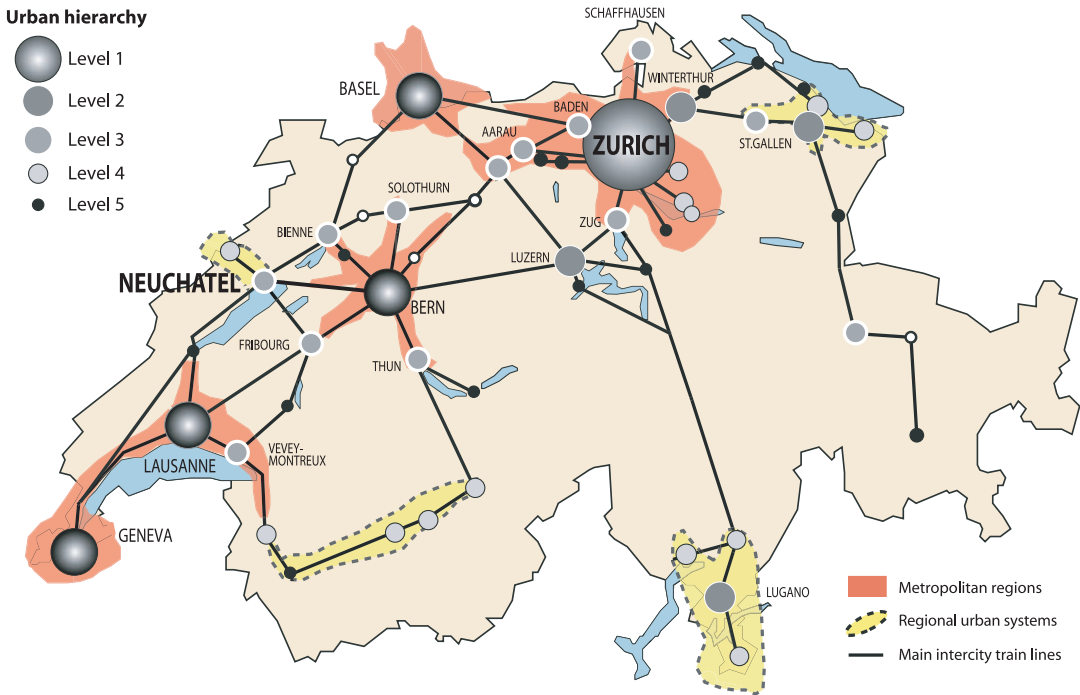 Urban hierarchy
Level 1
Level 2
Level 3
Level 4
Level 5
SCHAFFHAUSEN
WINTERTHUR
BASEL
BADEN
AARAU
ZURICH
ST.GALLEN
SOLOTHURN
BIENNE
ZUG
LUZERN
NEUCHATEL
BERN
FRIBOURG
THUN
VEVEY-
MONTREUX
LAUSANNE
GENEVA
LUGANO
Metropolitan regions
Regional urban systems
Main intercity train lines